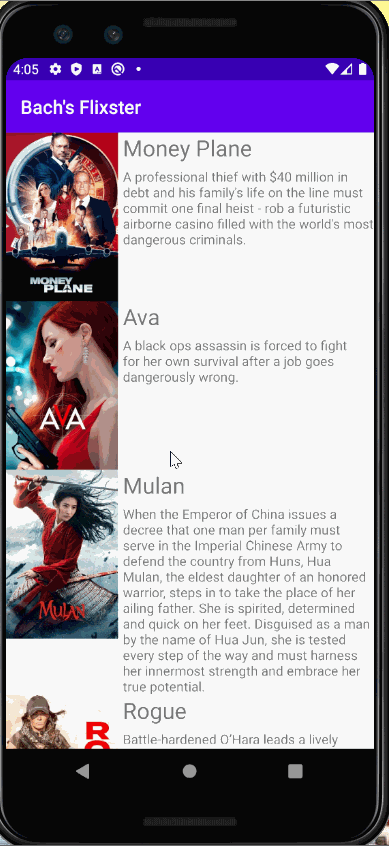 4:05
Bach's Flixster
Money Plane
A professional thief with $40 million in
debt and his family's life on the line must
commit one final heist - rob a futuristic
airborne casino filled with the world's most
dangerous criminals.
MONEY
PLANE
Ava
A black ops assassin is forced to fight
for her own survival after a job goes
dangerously wrong.
AVA
Mulan
When the Emperor of China issues a
decree that one man per family must
serve in the Imperial Chinese Army to
defend the country from Huns, Hua
Mulan, the eldest daughter of an honored
warrior, steps in to take the place of her
ailing father. She is spirited, determined
and quick on her feet. Disguised as a man
by the name of Hua Jun, she is tested
every step of the way and must harness
her innermost strength and embrace her
true potential.
MULAN
Rogue
Battle-hardened O'Hara leads a lively
R